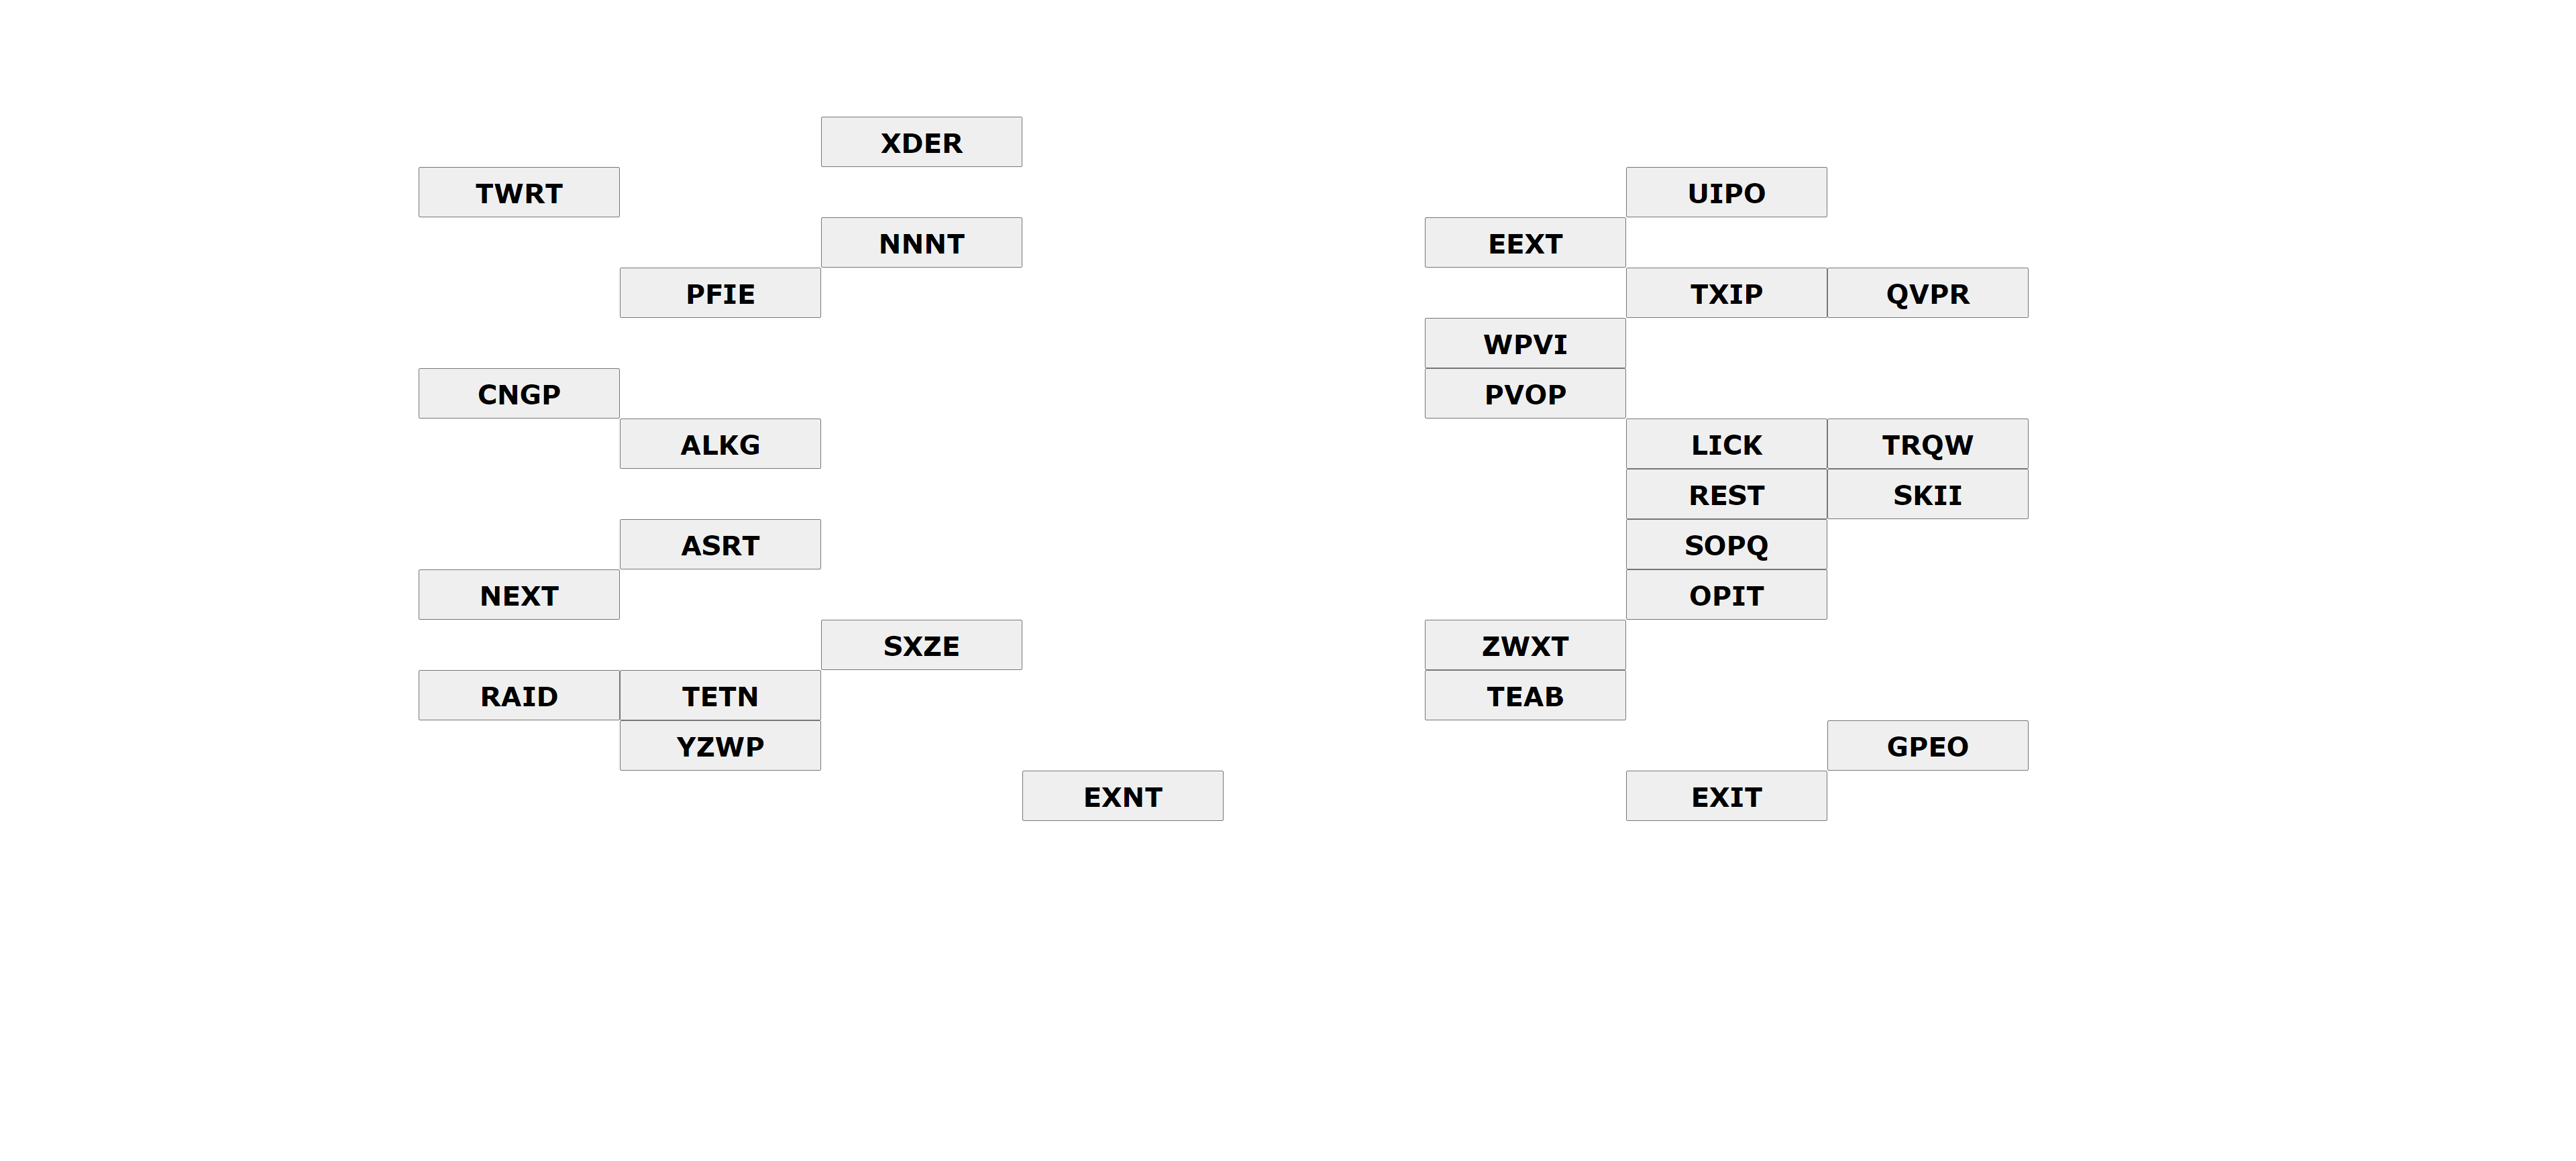 XDER
TWRT UIPO
NNNT EEXT
PFIE TXIP QVPR
WPVI
CNGP PVOP
ALKG LICK TRQW
REST SKII
ASRT SOPQ
NEXT OPIT
SXZE ZWXT
RAID TETN TEAB
YZWP GPEO
EXNT EXIT